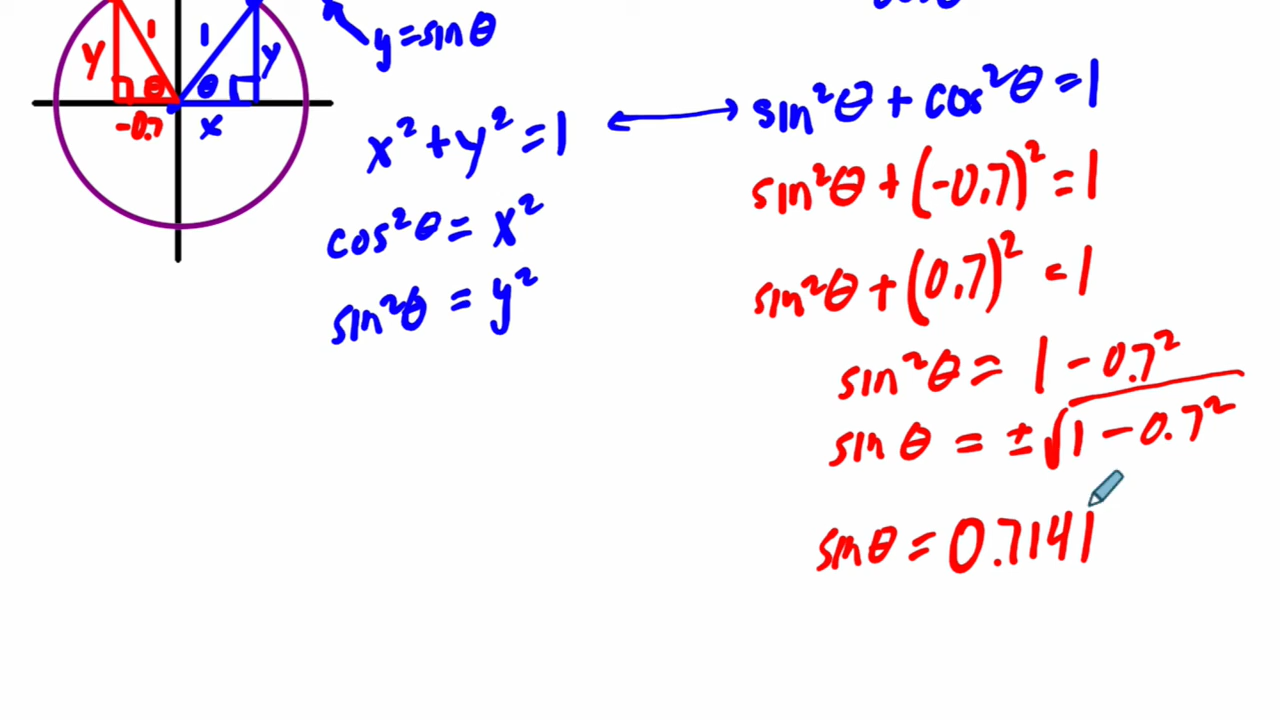 y = sin θ
y 1 1 y
θ θ
-0.7 x
x² + y² = 1
cos²θ = x²
sin²θ = y²
sin²θ + cos²θ = 1
sin²θ + (-0.7)² = 1
sin²θ + (0.7)² = 1
sin²θ = 1 - 0.7²
sin θ = ±√1 - 0.7²
sin θ = 0.7141